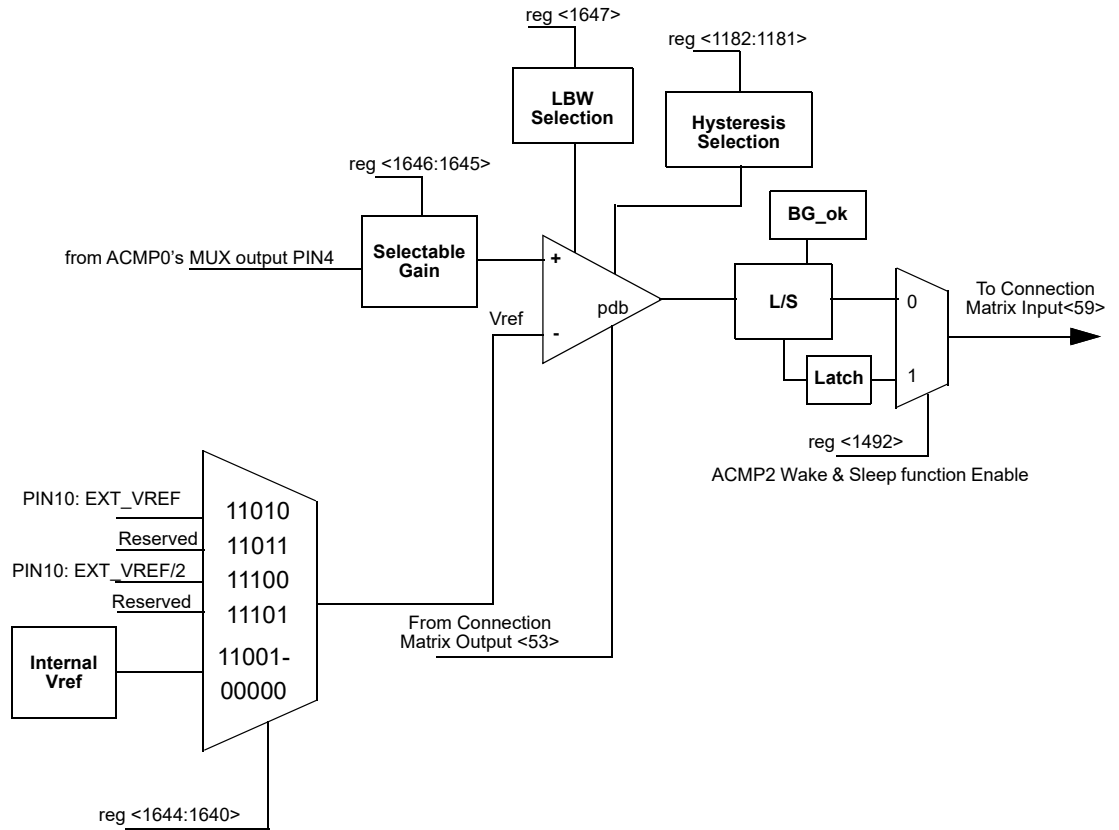 reg <1647>
reg <1182:1181>
LBW
Selection
Hysteresis
Selection
reg <1646:1645>
BG_ok
Selectable
Gain
from ACMP0's MUX output PIN4
+
L/S
0
To Connection
Matrix Input<59>
pdb
Vref
-
Latch
1
reg <1492>
ACMP2 Wake & Sleep function Enable
PIN10: EXT_VREF
11010
Reserved
11011
PIN10: EXT_VREF/2
11100
Reserved
11101
From Connection
Matrix Output <53>
Internal
Vref
11001-
00000
reg <1644:1640>